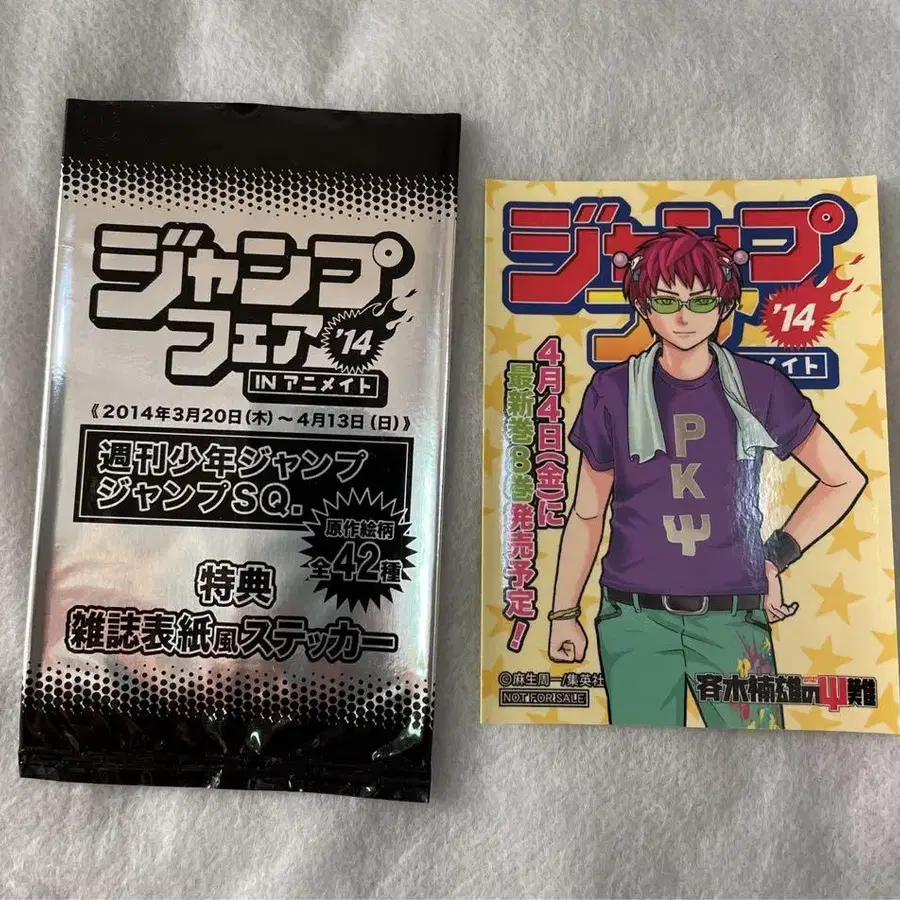 ジャンプ
フェア
'14
IN アニメイト
《2014年3月20日(木)~4月13日(日)》
週刊少年ジャンプ
ジャンプSQ.
原作絵柄
全42種
特典
雑誌表紙風ステッカー
ジャンプ
'14
メイト
4月4日(金)に
最新巻8巻発売予定!
PKΨ
©麻生周一/集英社
NOT FOR SALE
斉木楠雄のΨ難